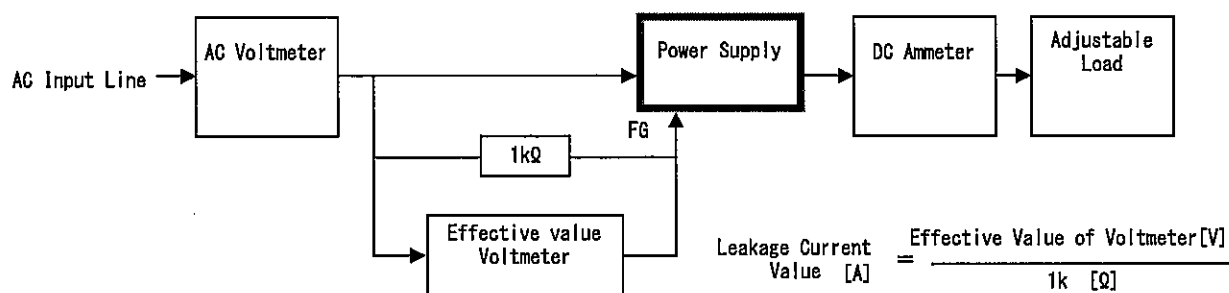 AC Input Line
AC Voltmeter
Power Supply
DC Ammeter
Adjustable
Load
FG
1kΩ
Effective value
Voltmeter
Leakage Current
Value [A]
=
Effective Value of Voltmeter[V]
1k [Ω]